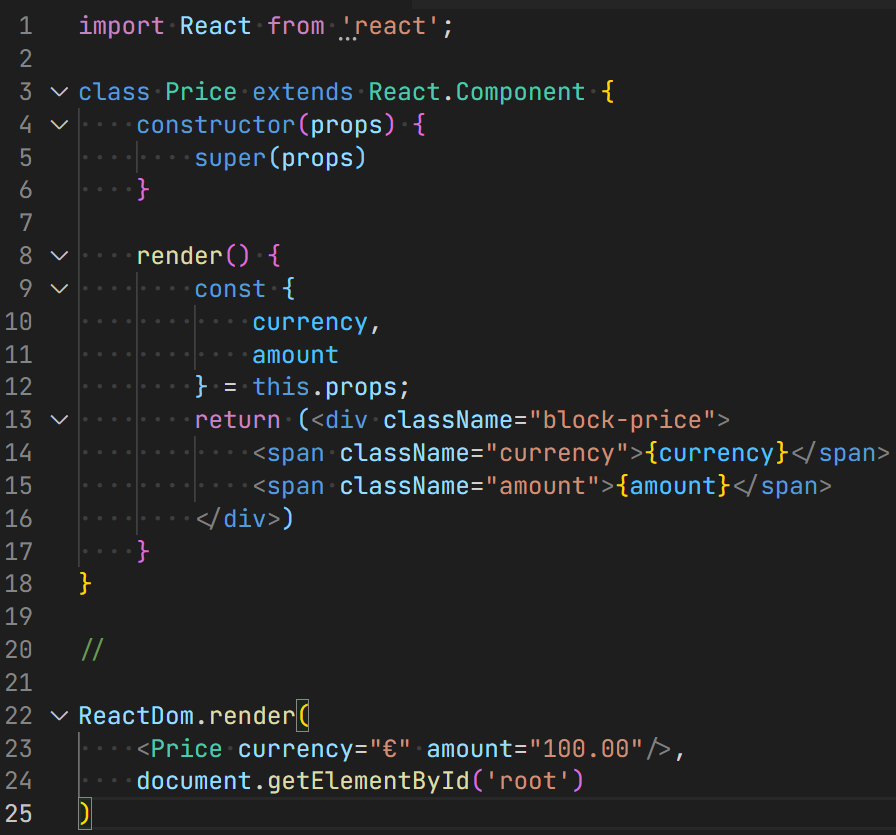 1 import React from 'react';
2
3 class Price extends React.Component {
4     constructor(props) {
5         super(props)
6     }
7
8     render() {
9         const {
10             currency,
11             amount
12         } = this.props;
13         return (<div className="block-price">
14             <span className="currency">{currency}</span>
15             <span className="amount">{amount}</span>
16         </div>)
17     }
18 }
19
20 //
21
22 ReactDom.render(
23     <Price currency="€" amount="100.00"/>,
24     document.getElementById('root')
25 )